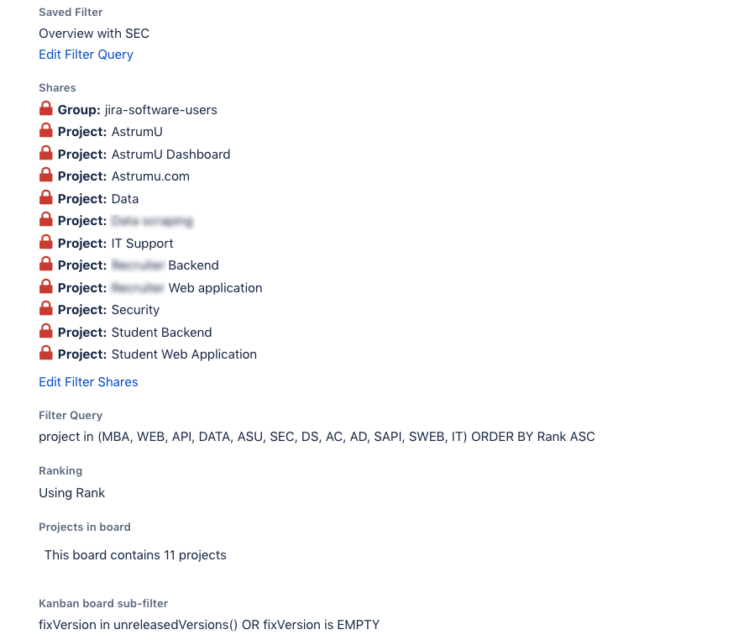 Saved Filter
Overview with SEC
Edit Filter Query
Shares
Group: jira-software-users
Project: AstrumU
Project: AstrumU Dashboard
Project: Astrumu.com
Project: Data
Project:
Project: IT Support
Project: Backend
Project: Web application
Project: Security
Project: Student Backend
Project: Student Web Application
Edit Filter Shares
Filter Query
project in (MBA, WEB, API, DATA, ASU, SEC, DS, AC, AD, SAPI, SWEB, IT) ORDER BY Rank ASC
Ranking
Using Rank
Projects in board
This board contains 11 projects
Kanban board sub-filter
fixVersion in unreleasedVersions() OR fixVersion is EMPTY